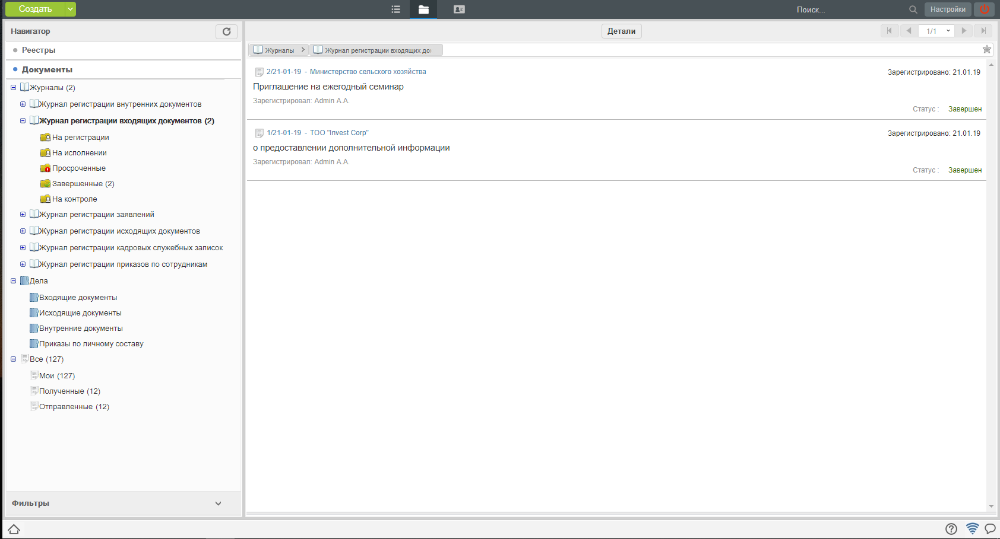 Создать
Поиск...
Настройки
Навигатор
Реестры
Документы
Журналы (2)
Журнал регистрации внутренних документов
Журнал регистрации входящих документов (2)
На регистрации
На исполнении
Просроченные
Завершенные (2)
На контроле
Журнал регистрации заявлений
Журнал регистрации исходящих документов
Журнал регистрации кадровых служебных записок
Журнал регистрации приказов по сотрудникам
Дела
Входящие документы
Исходящие документы
Внутренние документы
Приказы по личному составу
Все (127)
Мои (127)
Полученные (12)
Отправленные (12)
Фильтры
Детали
1/1
Журналы
Журнал регистрации входящих до
2/21-01-19 - Министерство сельского хозяйства
Зарегистрировано: 21.01.19
Приглашение на ежегодный семинар
Зарегистрировал: Admin A.A.
Статус : Завершен
1/21-01-19 - ТОО "Invest Corp"
Зарегистрировано: 21.01.19
о предоставлении дополнительной информации
Зарегистрировал: Admin A.A.
Статус : Завершен